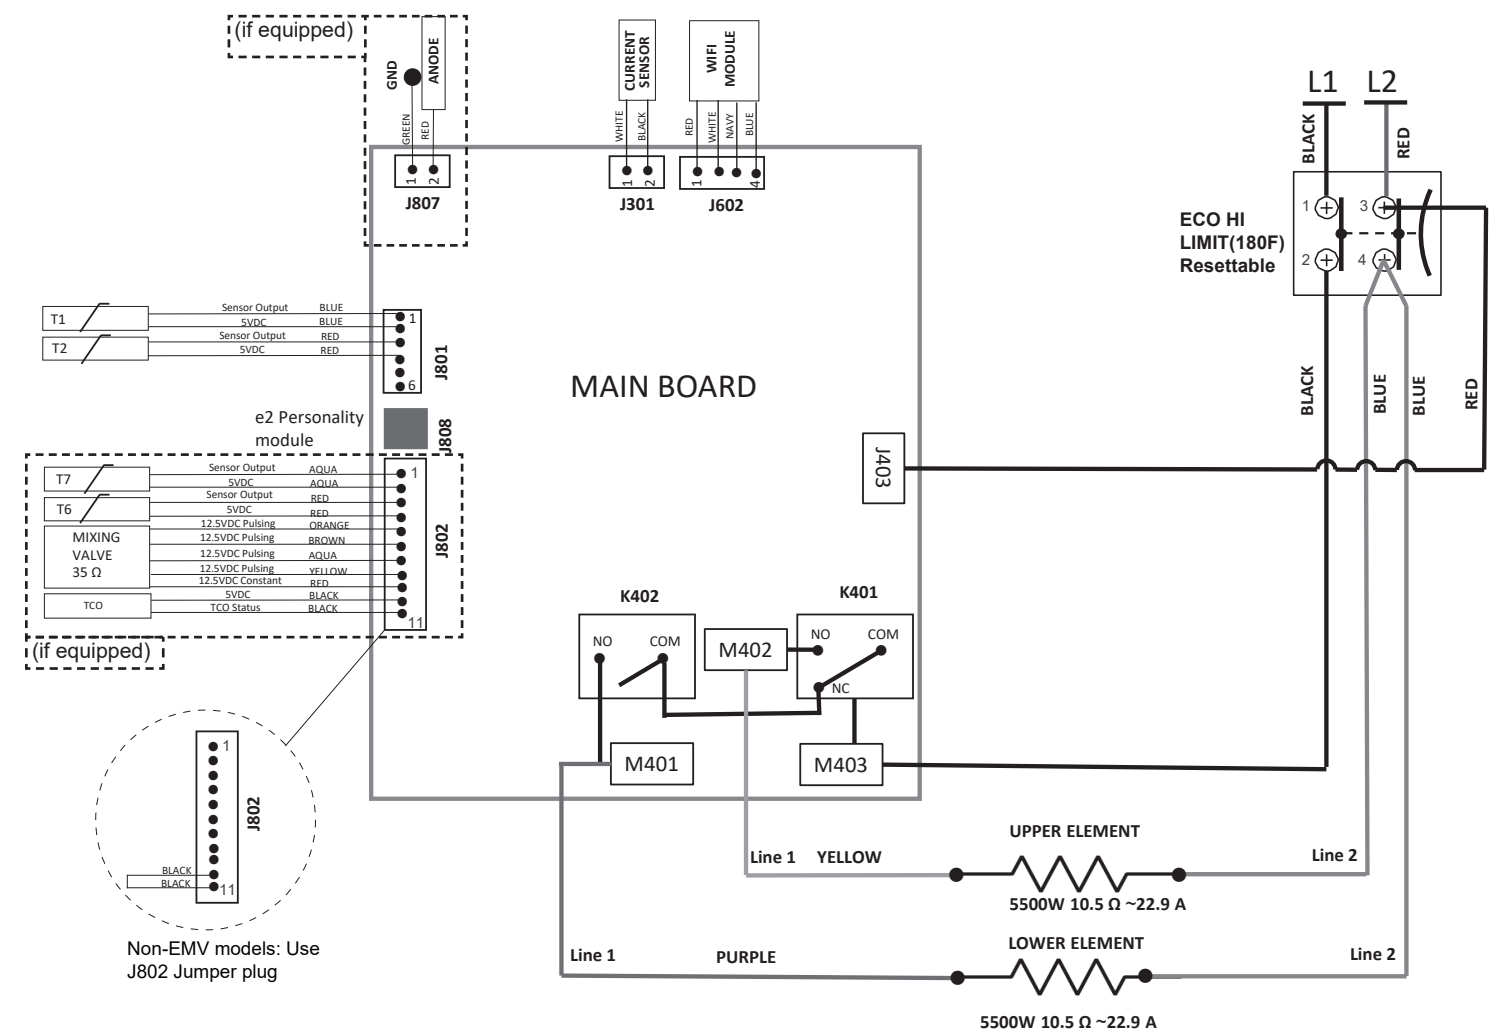 (if equipped)
GND
ANODE
GREEN
RED
1
2
J807
CURRENT
SENSOR
WHITE
BLACK
1
2
J301
WIFI
MODULE
RED
WHITE
NAVY
BLUE
1
4
J602
L1
L2
BLACK
RED
ECO HI
LIMIT(180F)
Resettable
1
3
2
4
BLACK
BLUE
BLUE
RED
T1
Sensor Output BLUE
5VDC BLUE
T2
Sensor Output RED
5VDC RED
1
6
J801
MAIN BOARD
e2 Personality
module
J808
J403
T7
Sensor Output AQUA
5VDC AQUA
T6
Sensor Output RED
5VDC RED
MIXING
VALVE
35 Ω
12.5VDC Pulsing ORANGE
12.5VDC Pulsing BROWN
12.5VDC Pulsing AQUA
12.5VDC Pulsing YELLOW
12.5VDC Constant RED
TCO
5VDC BLACK
TCO Status BLACK
1
11
J802
(if equipped)
K402
NO COM
M402
K401
NO COM
NC
M401
M403
1
J802
BLACK
BLACK
11
Non-EMV models: Use
J802 Jumper plug
UPPER ELEMENT
Line 1 YELLOW
Line 2
5500W 10.5 Ω ~22.9 A
LOWER ELEMENT
Line 1 PURPLE
Line 2
5500W 10.5 Ω ~22.9 A